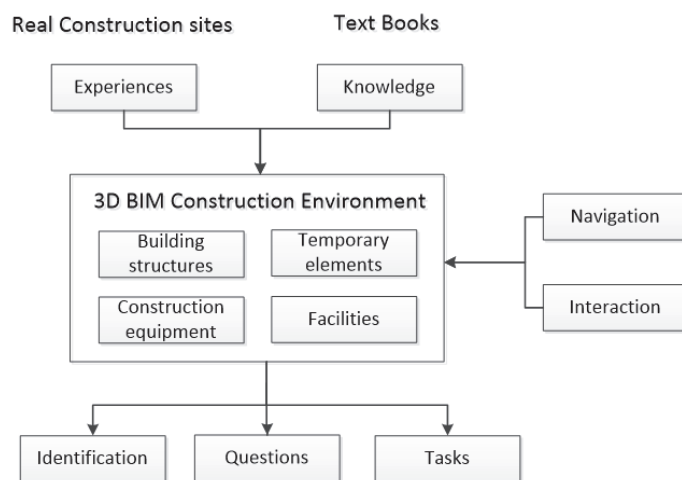 Real Construction sites
Text Books
Experiences
Knowledge
3D BIM Construction Environment
Building
structures
Temporary
elements
Construction
equipment
Facilities
Navigation
Interaction
Identification
Questions
Tasks